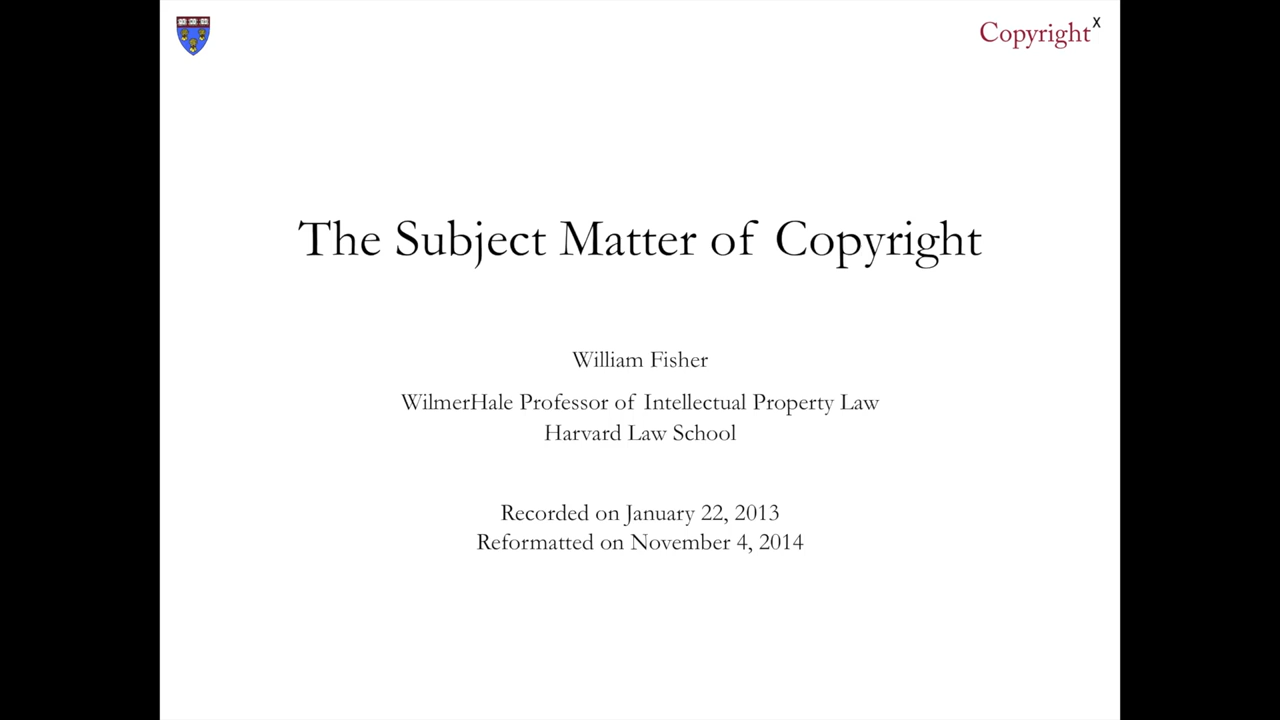 Copyrightˣ
The Subject Matter of Copyright
William Fisher
WilmerHale Professor of Intellectual Property Law
Harvard Law School
Recorded on January 22, 2013
Reformatted on November 4, 2014